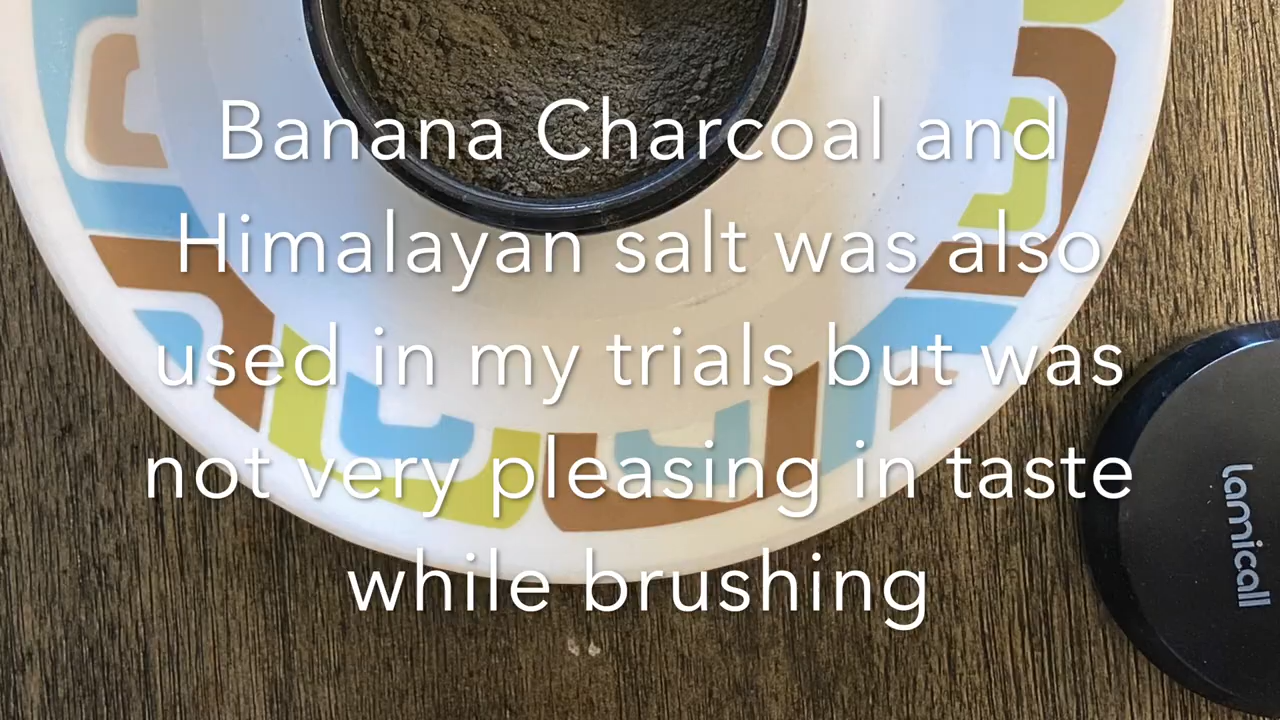 Banana Charcoal and
Himalayan salt was also
used in my trials but was
not very pleasing in taste
while brushing
Lamicall